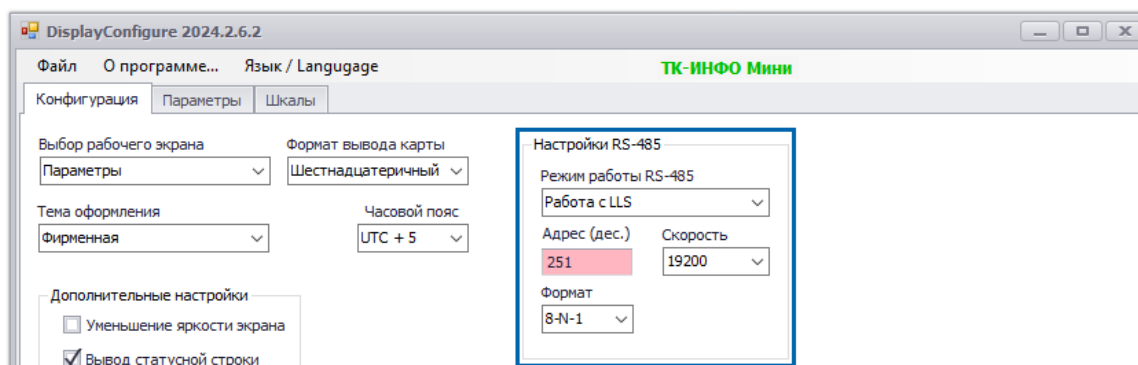 DisplayConfigure 2024.2.6.2
Файл О программе... Язык / Langugage ТК-ИНФО Мини
Конфигурация Параметры Шкалы
Выбор рабочего экрана Формат вывода карты
Параметры Шестнадцатеричный
Тема оформления Часовой пояс
Фирменная UTC + 5
Дополнительные настройки
Уменьшение яркости экрана
Вывод статусной строки
Настройки RS-485
Режим работы RS-485
Работа с LLS
Адрес (дес.) Скорость
251 19200
Формат
8-N-1